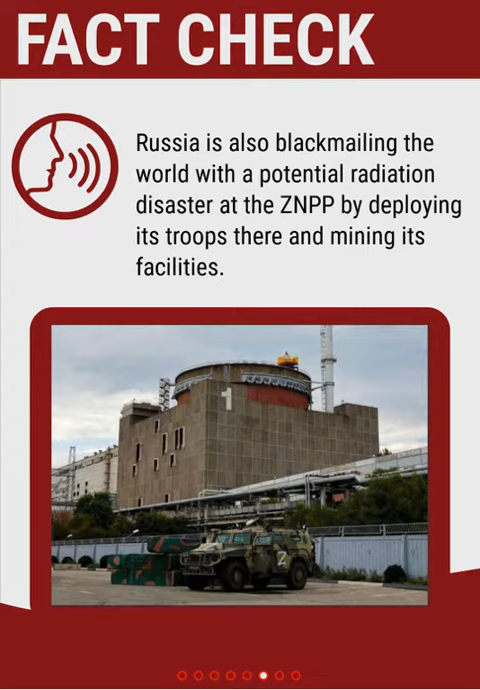 FACT CHECK
Russia is also blackmailing the
world with a potential radiation
disaster at the ZNPP by deploying
its troops there and mining its
facilities.
1
Z